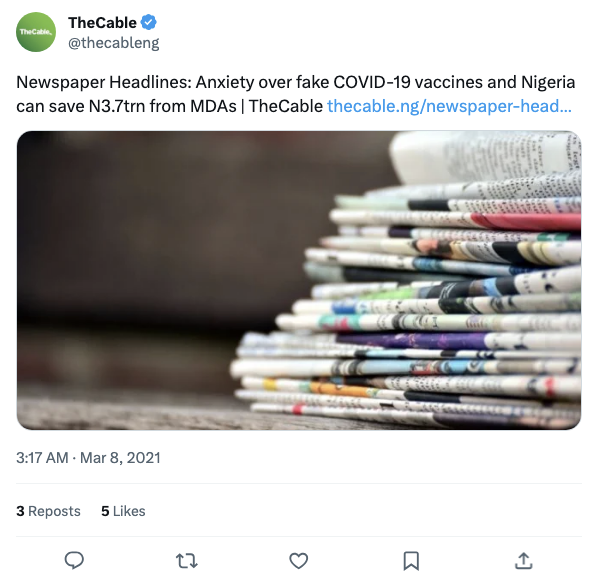 TheCable.
TheCable
@thecableng
Newspaper Headlines: Anxiety over fake COVID-19 vaccines and Nigeria
can save N3.7trn from MDAs | TheCable thecable.ng/newspaper-head…
3:17 AM · Mar 8, 2021
3 Reposts 5 Likes